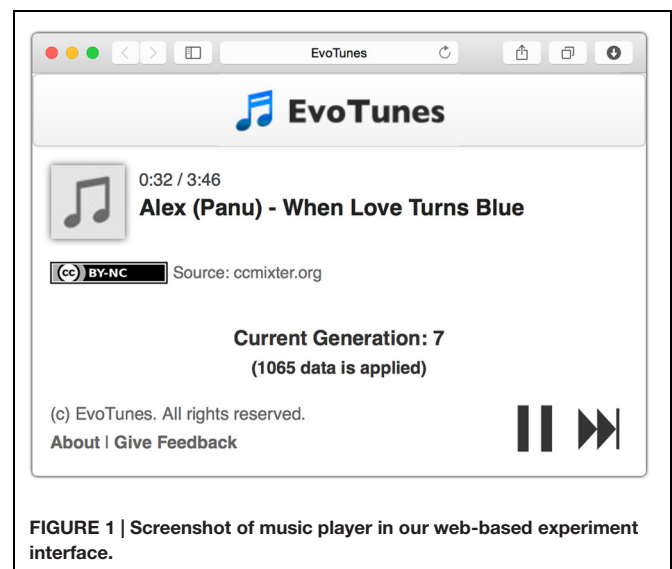 EvoTunes
EvoTunes
0:32 / 3:46
Alex (Panu) - When Love Turns Blue
(cc) BY-NC Source: ccmixter.org
Current Generation: 7
(1065 data is applied)
(c) EvoTunes. All rights reserved.
About | Give Feedback
FIGURE 1 | Screenshot of music player in our web-based experiment
interface.